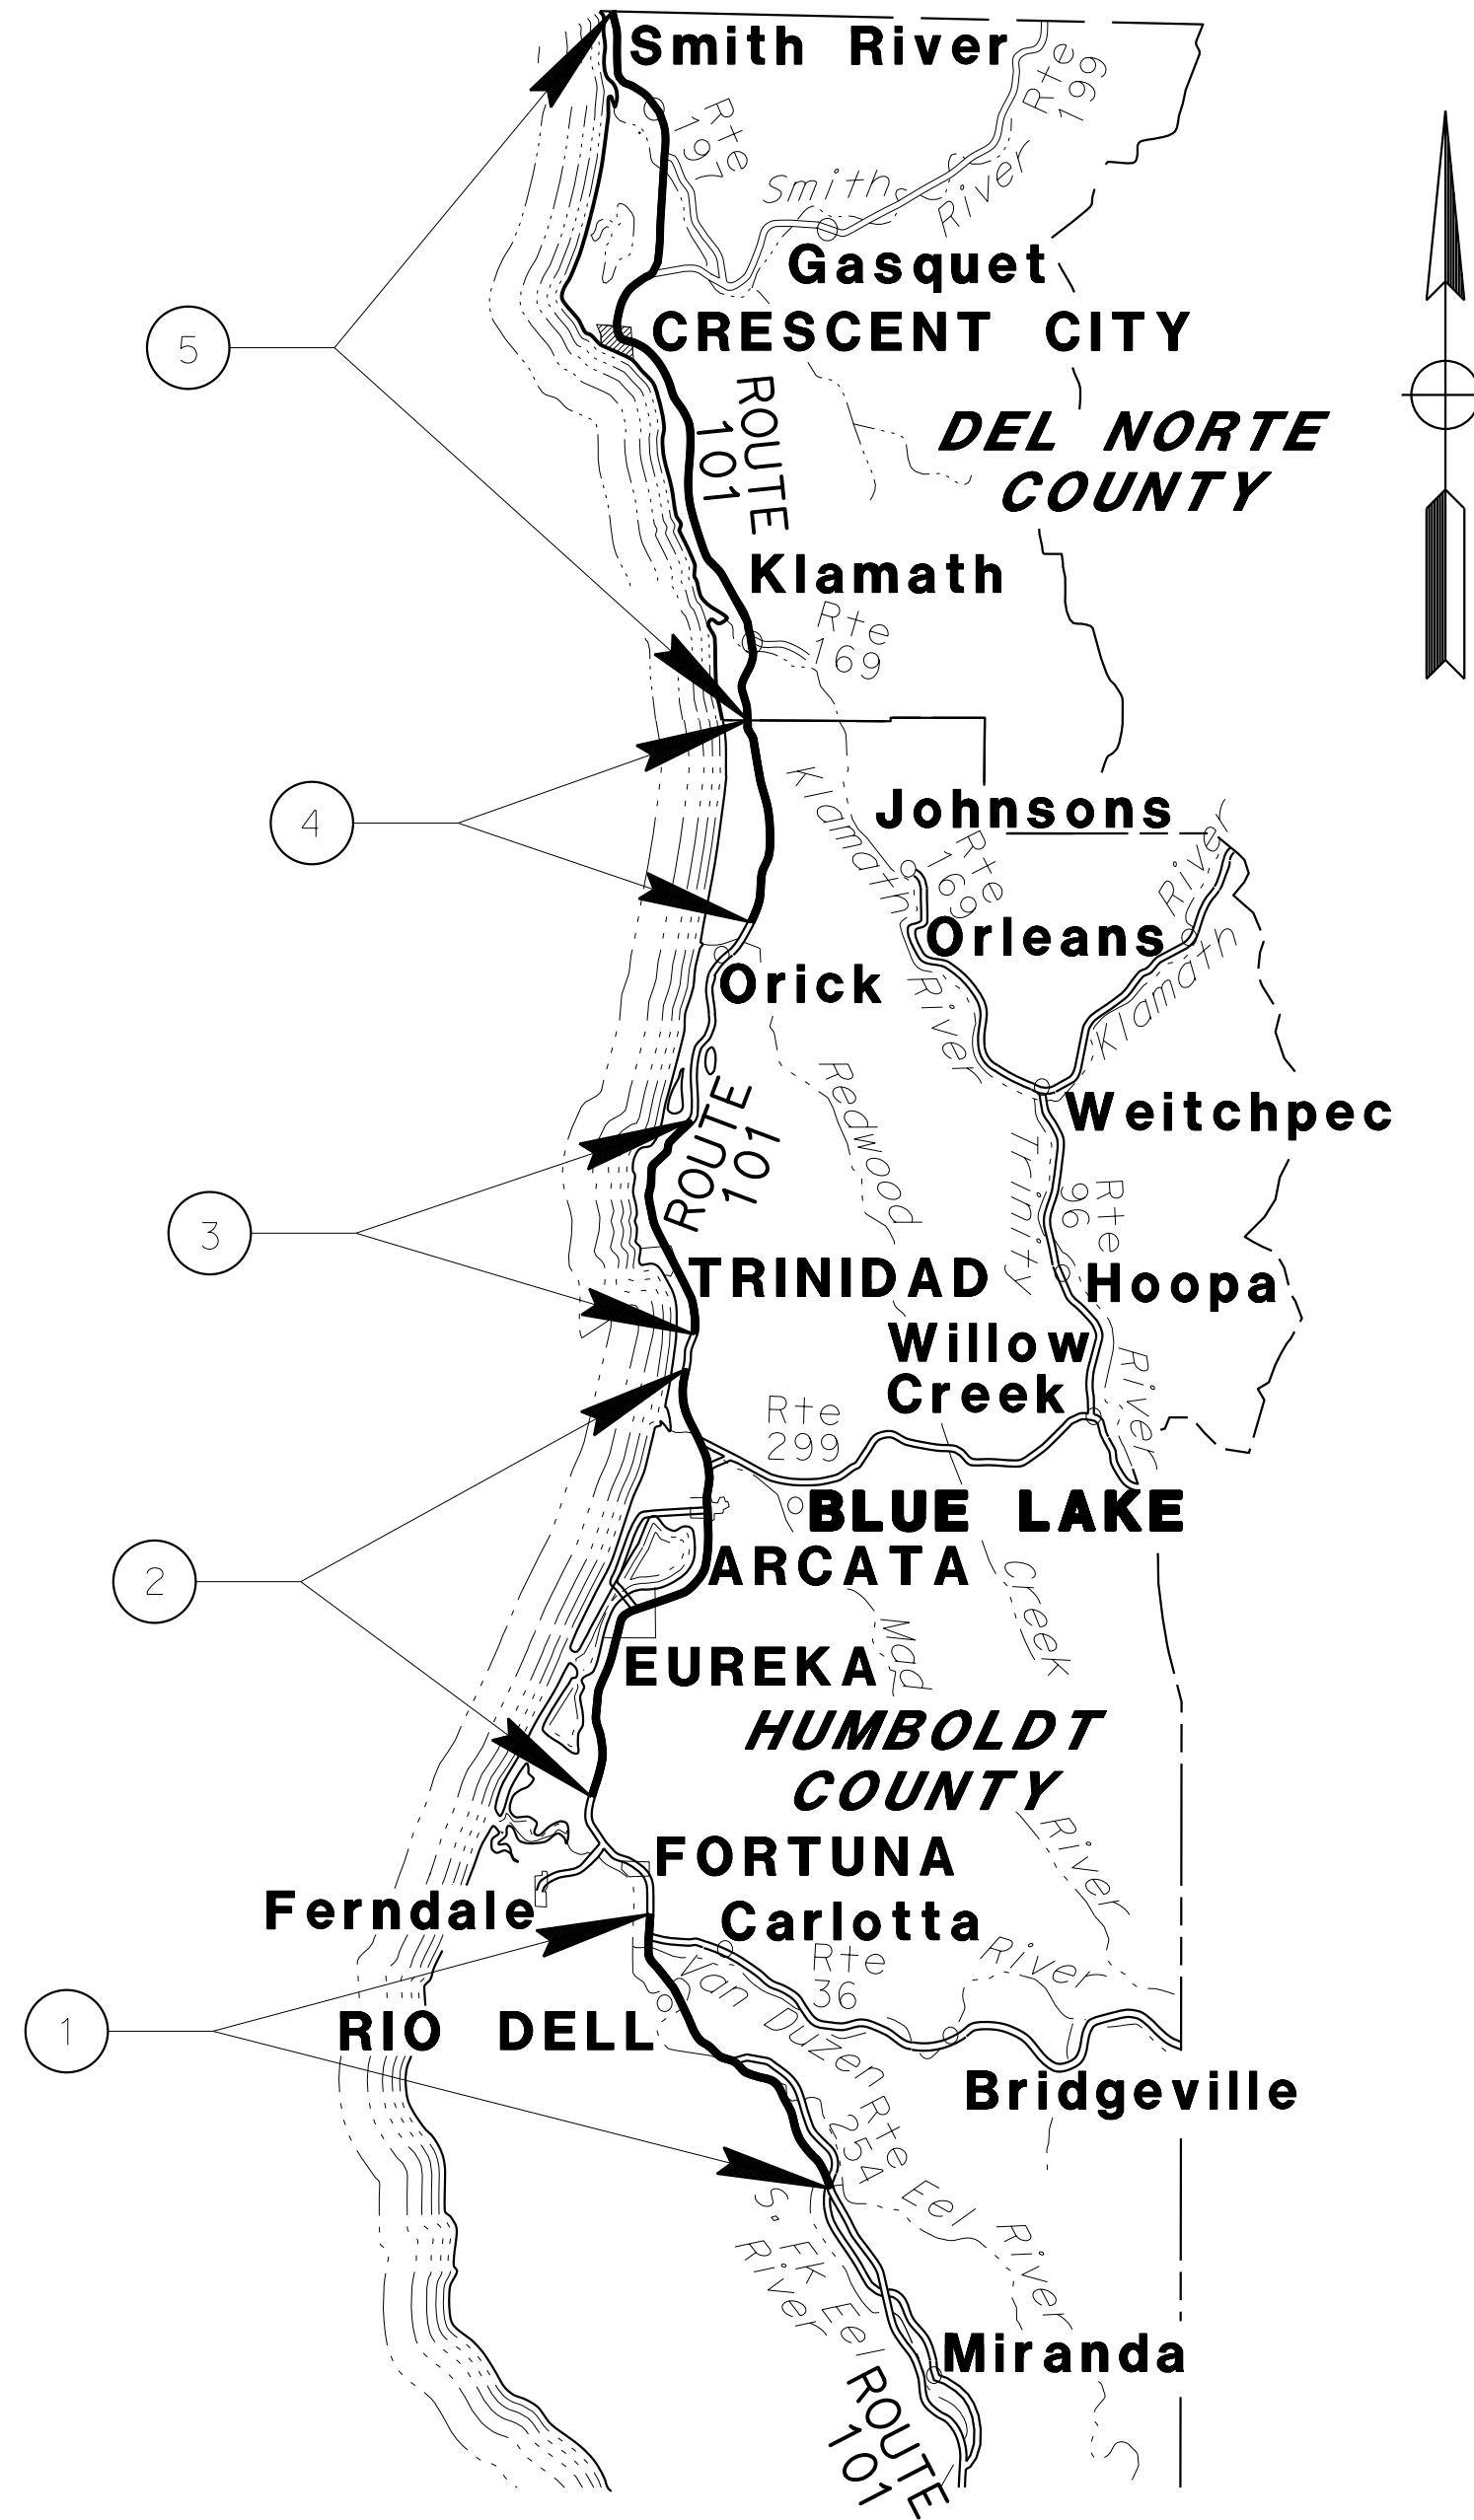 Smith River
Rte
199
Rte
197
Smith
River
Gasquet
CRESCENT CITY
5
ROUTE
101
DEL NORTE
COUNTY
Klamath
Rte
169
4
Johnsons
Klamath
River
Rte
169
River
Klamath
Orleans
Orick
Redwood
Creek
Weitchpec
ROUTE
101
Trinity
River
Rte
96
3
TRINIDAD
Hoopa
Willow
Creek
Rte
299
BLUE LAKE
2
ARCATA
Mad
River
EUREKA
HUMBOLDT
COUNTY
FORTUNA
Ferndale
Carlotta
Rte
36
River
Van Duzen
1
RIO DELL
Bridgeville
Rte
254
Eel River
S. FK Eel
River
Miranda
ROUTE
101